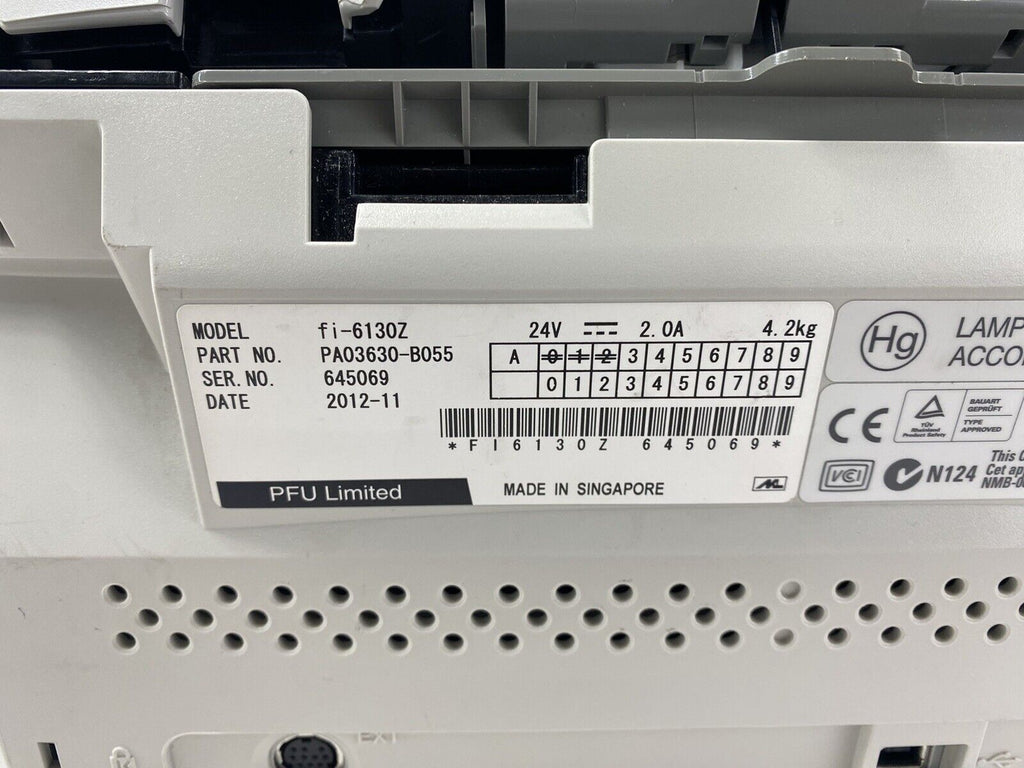 MODEL fi-6130Z 24V ⎓ 2.0A 4.2kg
PART NO. PA03630-B055
SER.NO. 645069
DATE 2012-11
A 0 1 2 3 4 5 6 7 8 9
0 1 2 3 4 5 6 7 8 9
*FI6130Z 645069*
PFU Limited MADE IN SINGAPORE
Hg LAMP
ACCO
CE
TÜV
Rheinland
Product Safety
BAUART
GEPRÜFT
TYPE
APPROVED
VCI N124
This C
Cet ap
NMB-0
EXT